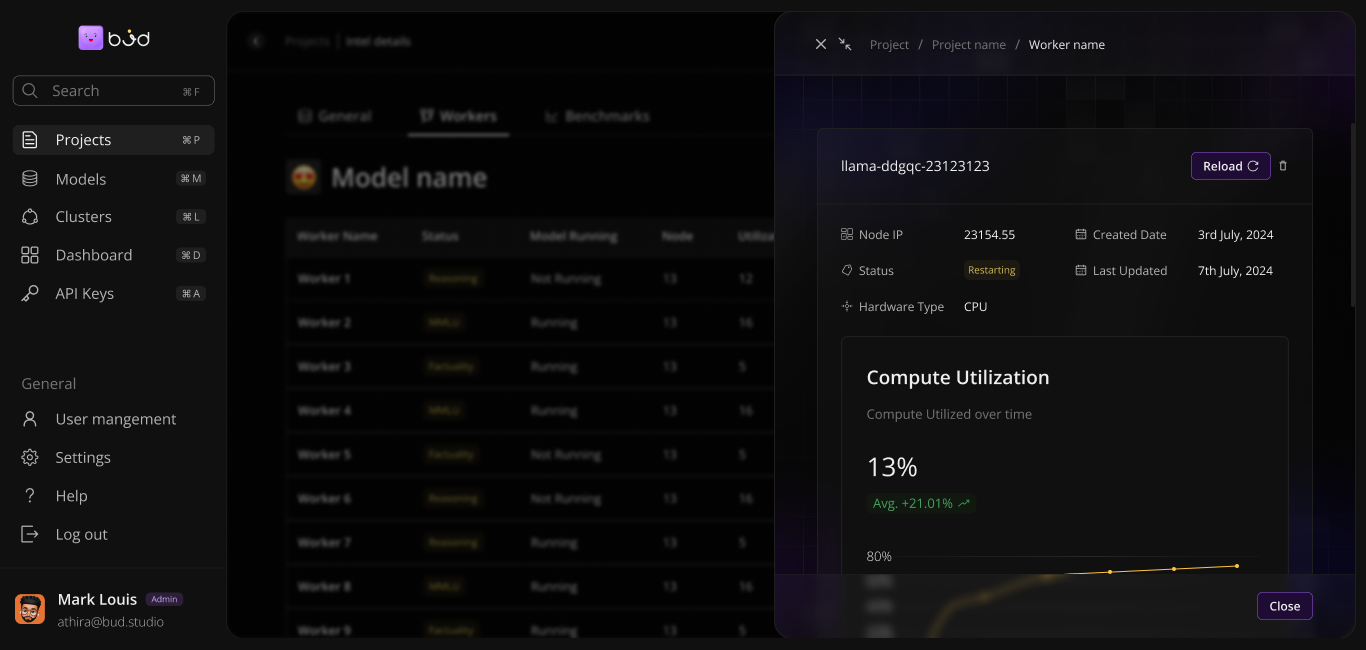 bud
Search ⌘ F
Projects ⌘ P
Models ⌘ M
Clusters ⌘ L
Dashboard ⌘ D
API Keys ⌘ A
General
User mangement
Settings
? Help
Log out
Mark Louis Admin
athira@bud.studio
Projects | Intel details
General Workers Benchmarks
Model name
Worker Name Status Model Running Node
Worker 1 Reasoning Not Running 13 12
Worker 2 MMLU Running 13 16
Worker 3 Factuality Running 13 5
Worker 4 MMLU Running 13 16
Worker 5 Factuality Not Running 13 5
Worker 6 Reasoning Not Running 13 16
Worker 7 Reasoning Running 13 5
Worker 8 MMLU Running 13 16
Worker 9 Factuality Running 13 5
Project / Project name / Worker name
llama-ddgqc-23123123 Reload
Node IP 23154.55 Created Date 3rd July, 2024
Status Restarting Last Updated 7th July, 2024
Hardware Type CPU
Compute Utilization
Compute Utilized over time
13%
Avg. +21.01%
80%
Close